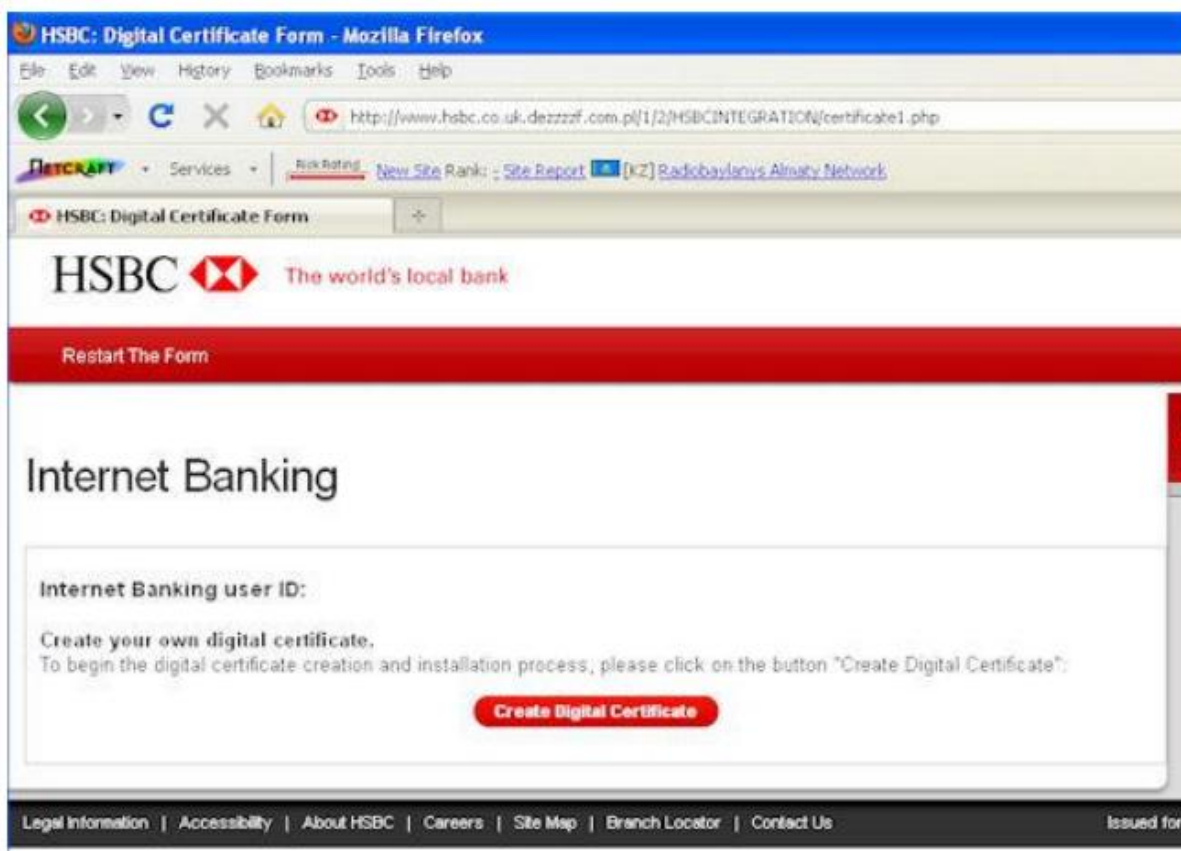 HSBC: Digital Certificate Form - Mozilla Firefox
File Edit View History Bookmarks Tools Help
http://www.hsbc.co.uk.dezzzzf.com.pl/1/2/HSBCINTEGRATION/certificate1.php
NETCRAFT Services Risk Rating New Site Rank: - Site Report [KZ] Radiobaylanys Almaty Network
HSBC: Digital Certificate Form
HSBC The world's local bank
Restart The Form
Internet Banking
Internet Banking user ID:
Create your own digital certificate.
To begin the digital certificate creation and installation process, please click on the button "Create Digital Certificate":
Create Digital Certificate
Legal Information | Accessibility | About HSBC | Careers | Site Map | Branch Locator | Contact Us Issued for